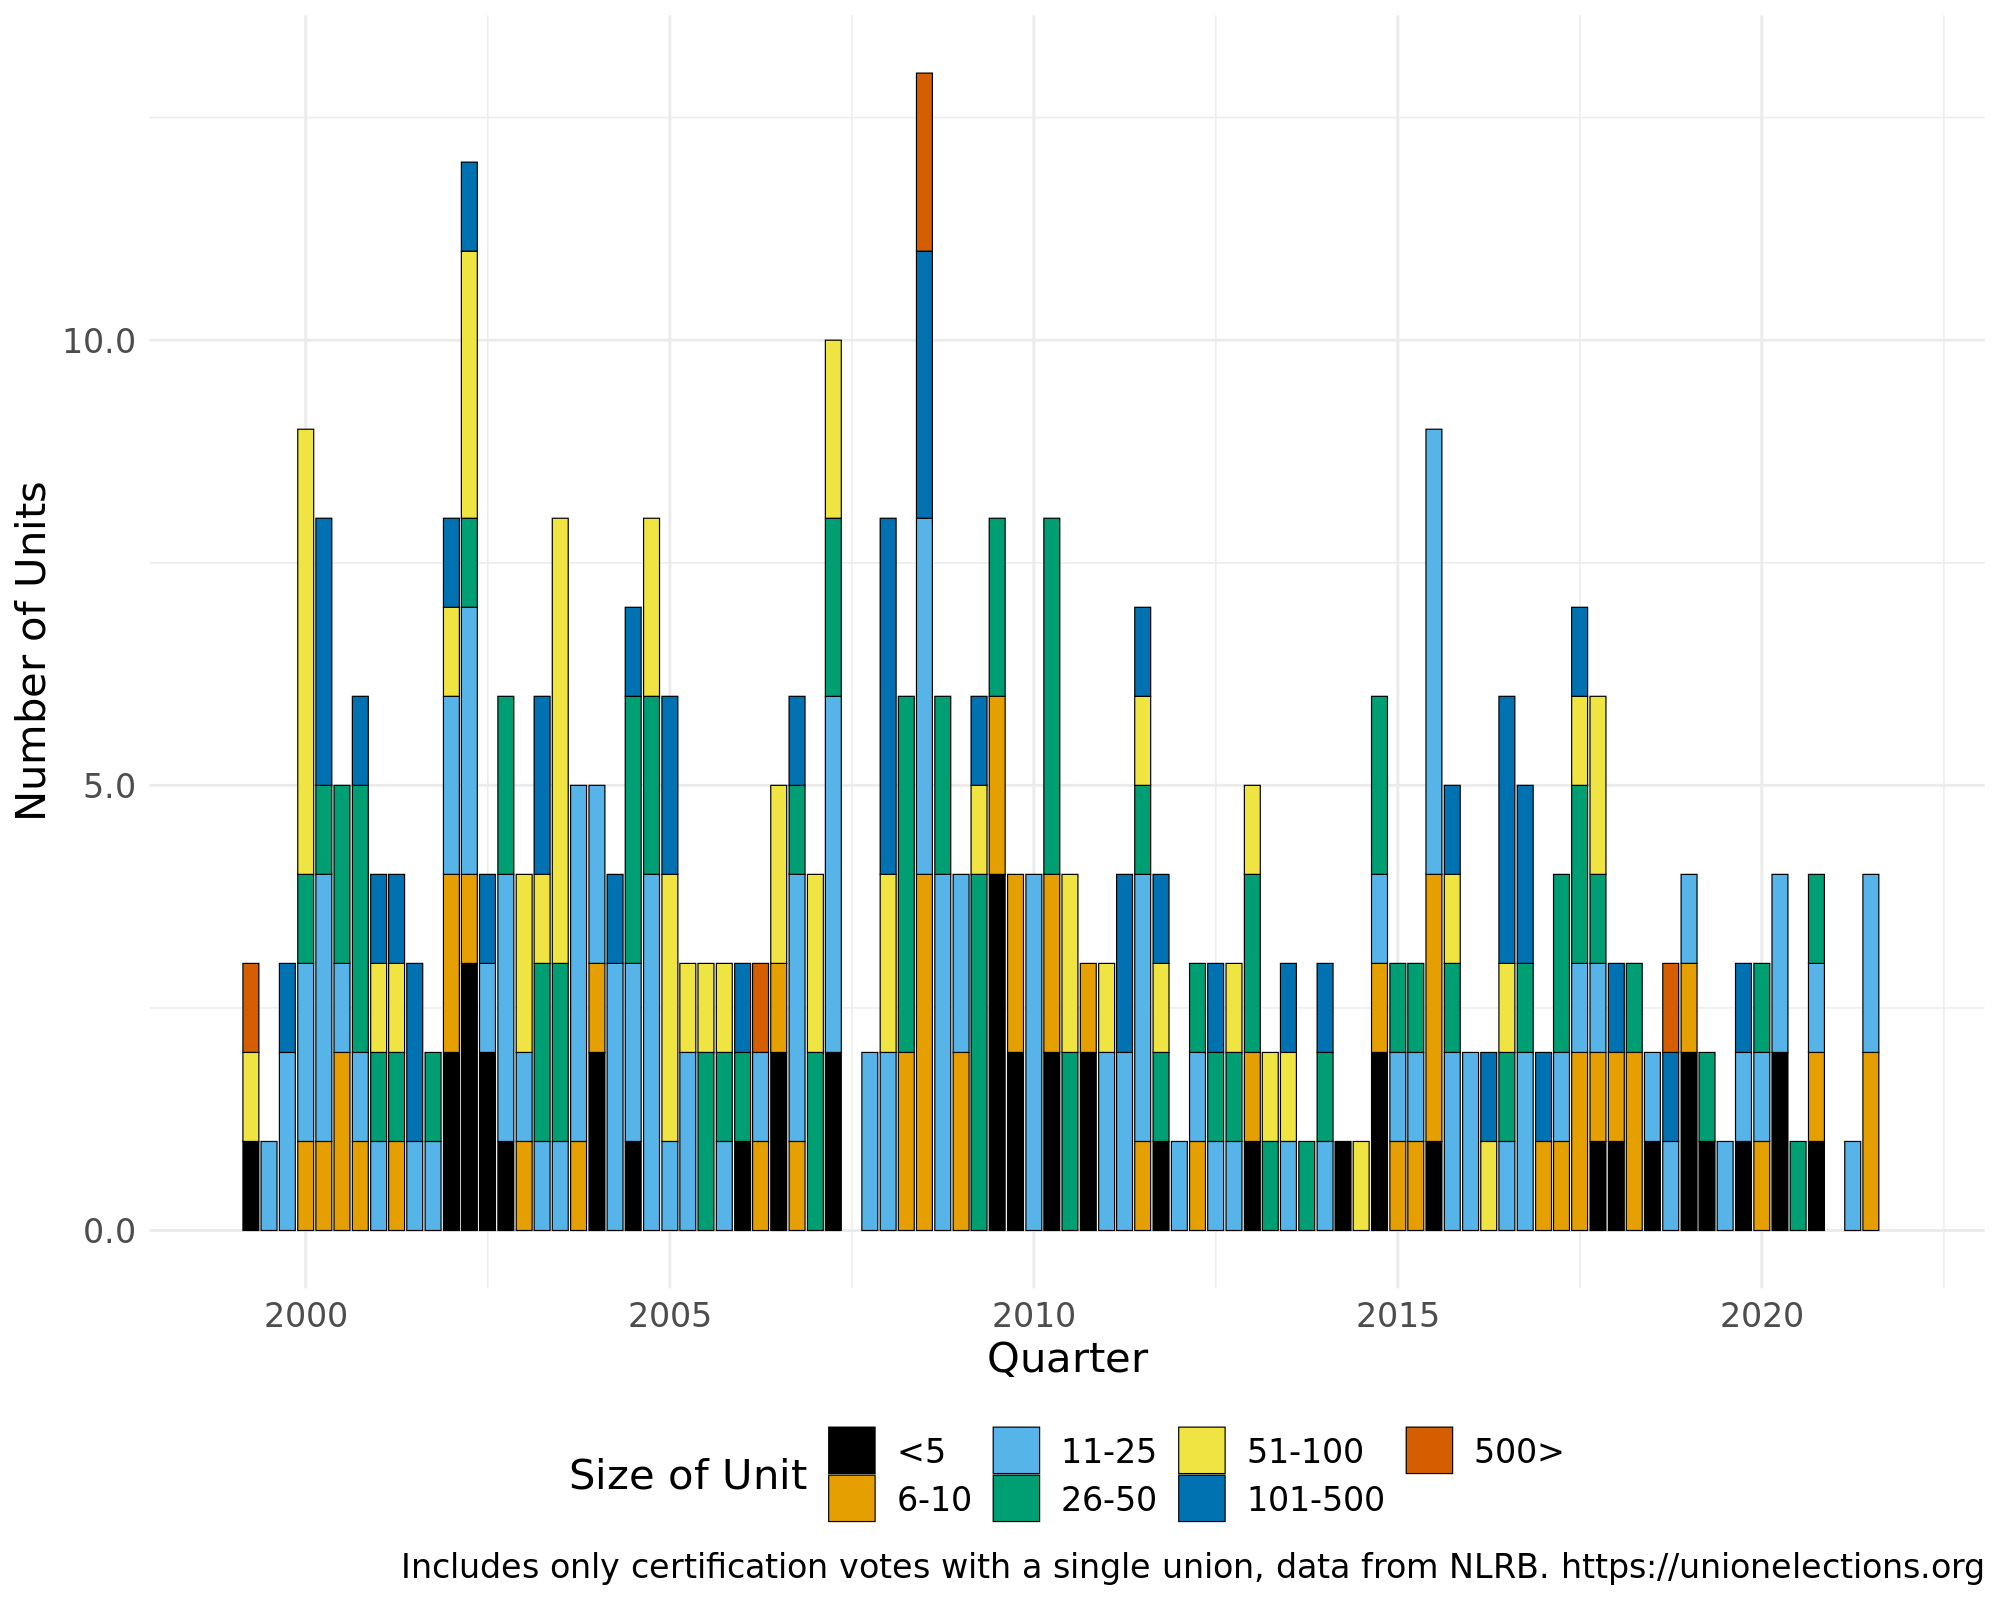 10.0
5.0
0.0
Number of Units
2000 2005 2010 2015 2020
Quarter
Size of Unit
<5 11-25 51-100 500>
6-10 26-50 101-500
Includes only certification votes with a single union, data from NLRB. https://unionelections.org